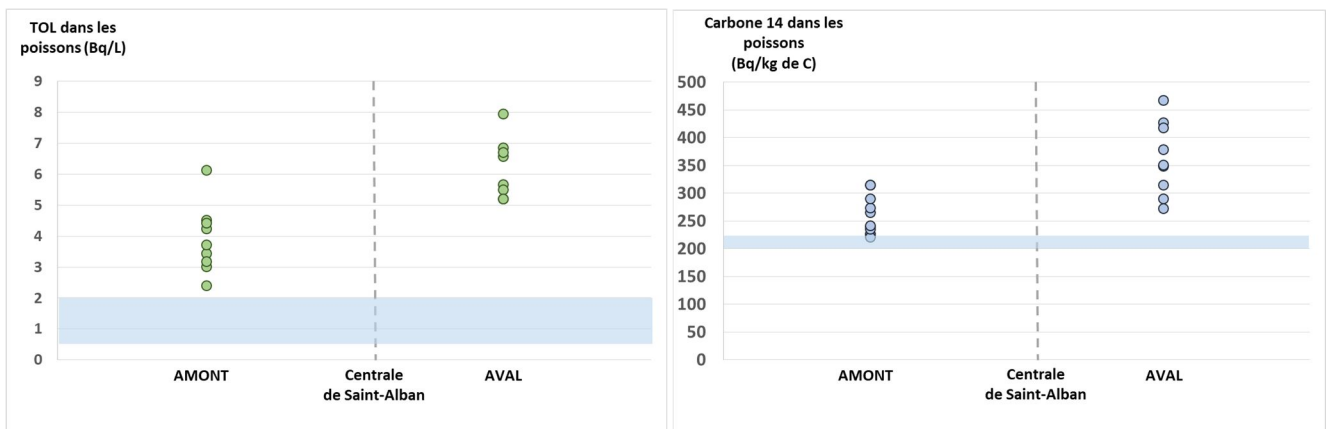 TOL dans les
poissons (Bq/L)
9
8
7
6
5
4
3
2
1
0
AMONT
Centrale
de Saint-Alban
AVAL
Carbone 14 dans les
poissons
(Bq/kg de C)
500
450
400
350
300
250
200
150
100
50
0
AMONT
Centrale
de Saint-Alban
AVAL